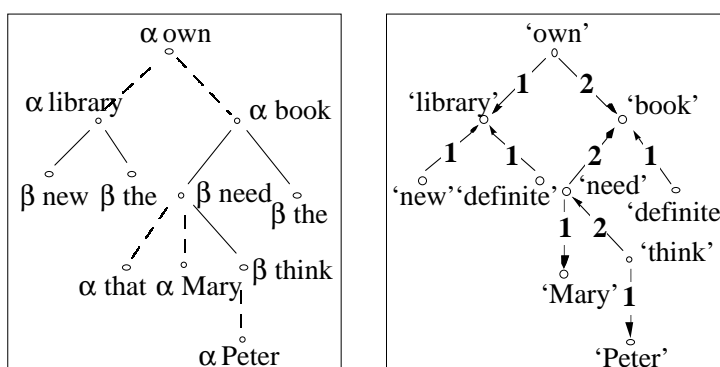 α own
α library
α book
β new β the
β need
β the
α that α Mary
β think
α Peter
‘own’
1 2
‘library’
‘book’
1 1 2 1
‘new’ ‘definite’
‘need’
‘definite’
1 2
‘think’
‘Mary’
1
‘Peter’